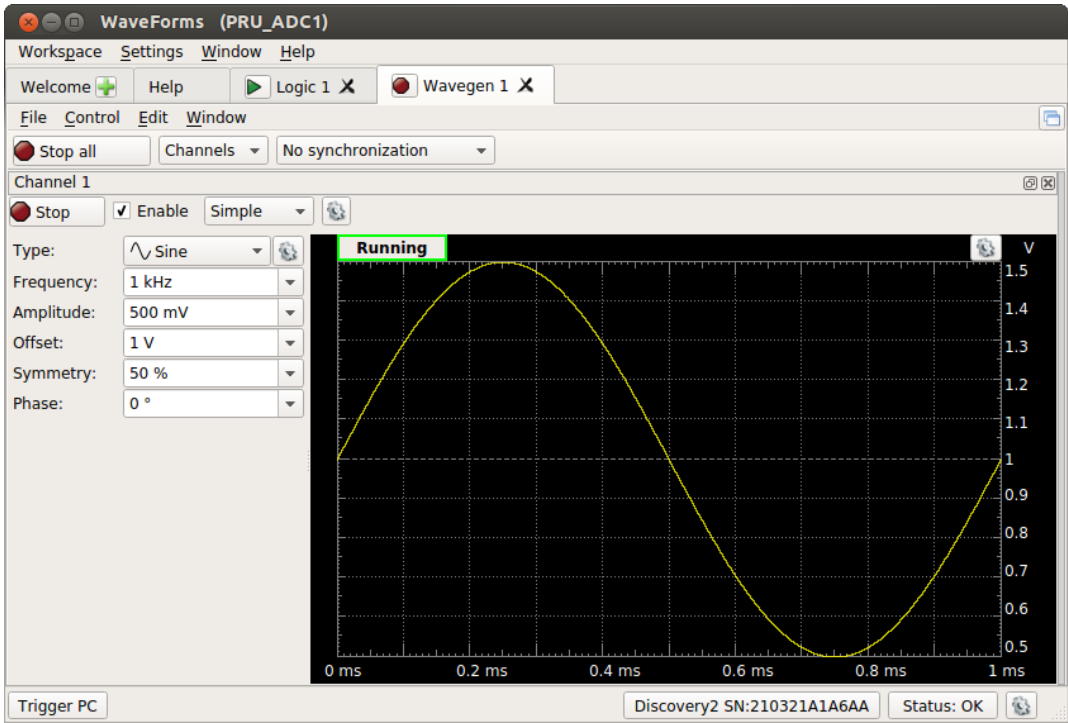 WaveForms (PRU_ADC1)
Workspace Settings Window Help
Welcome Help Logic 1 Wavegen 1
File Control Edit Window
Stop all Channels No synchronization
Channel 1
Stop Enable Simple
Type: Sine
Frequency: 1 kHz
Amplitude: 500 mV
Offset: 1 V
Symmetry: 50 %
Phase: 0 °
Running V
1.5
1.4
1.3
1.2
1.1
1
0.9
0.8
0.7
0.6
0.5
0 ms 0.2 ms 0.4 ms 0.6 ms 0.8 ms 1 ms
Trigger PC Discovery2 SN:210321A1A6AA Status: OK